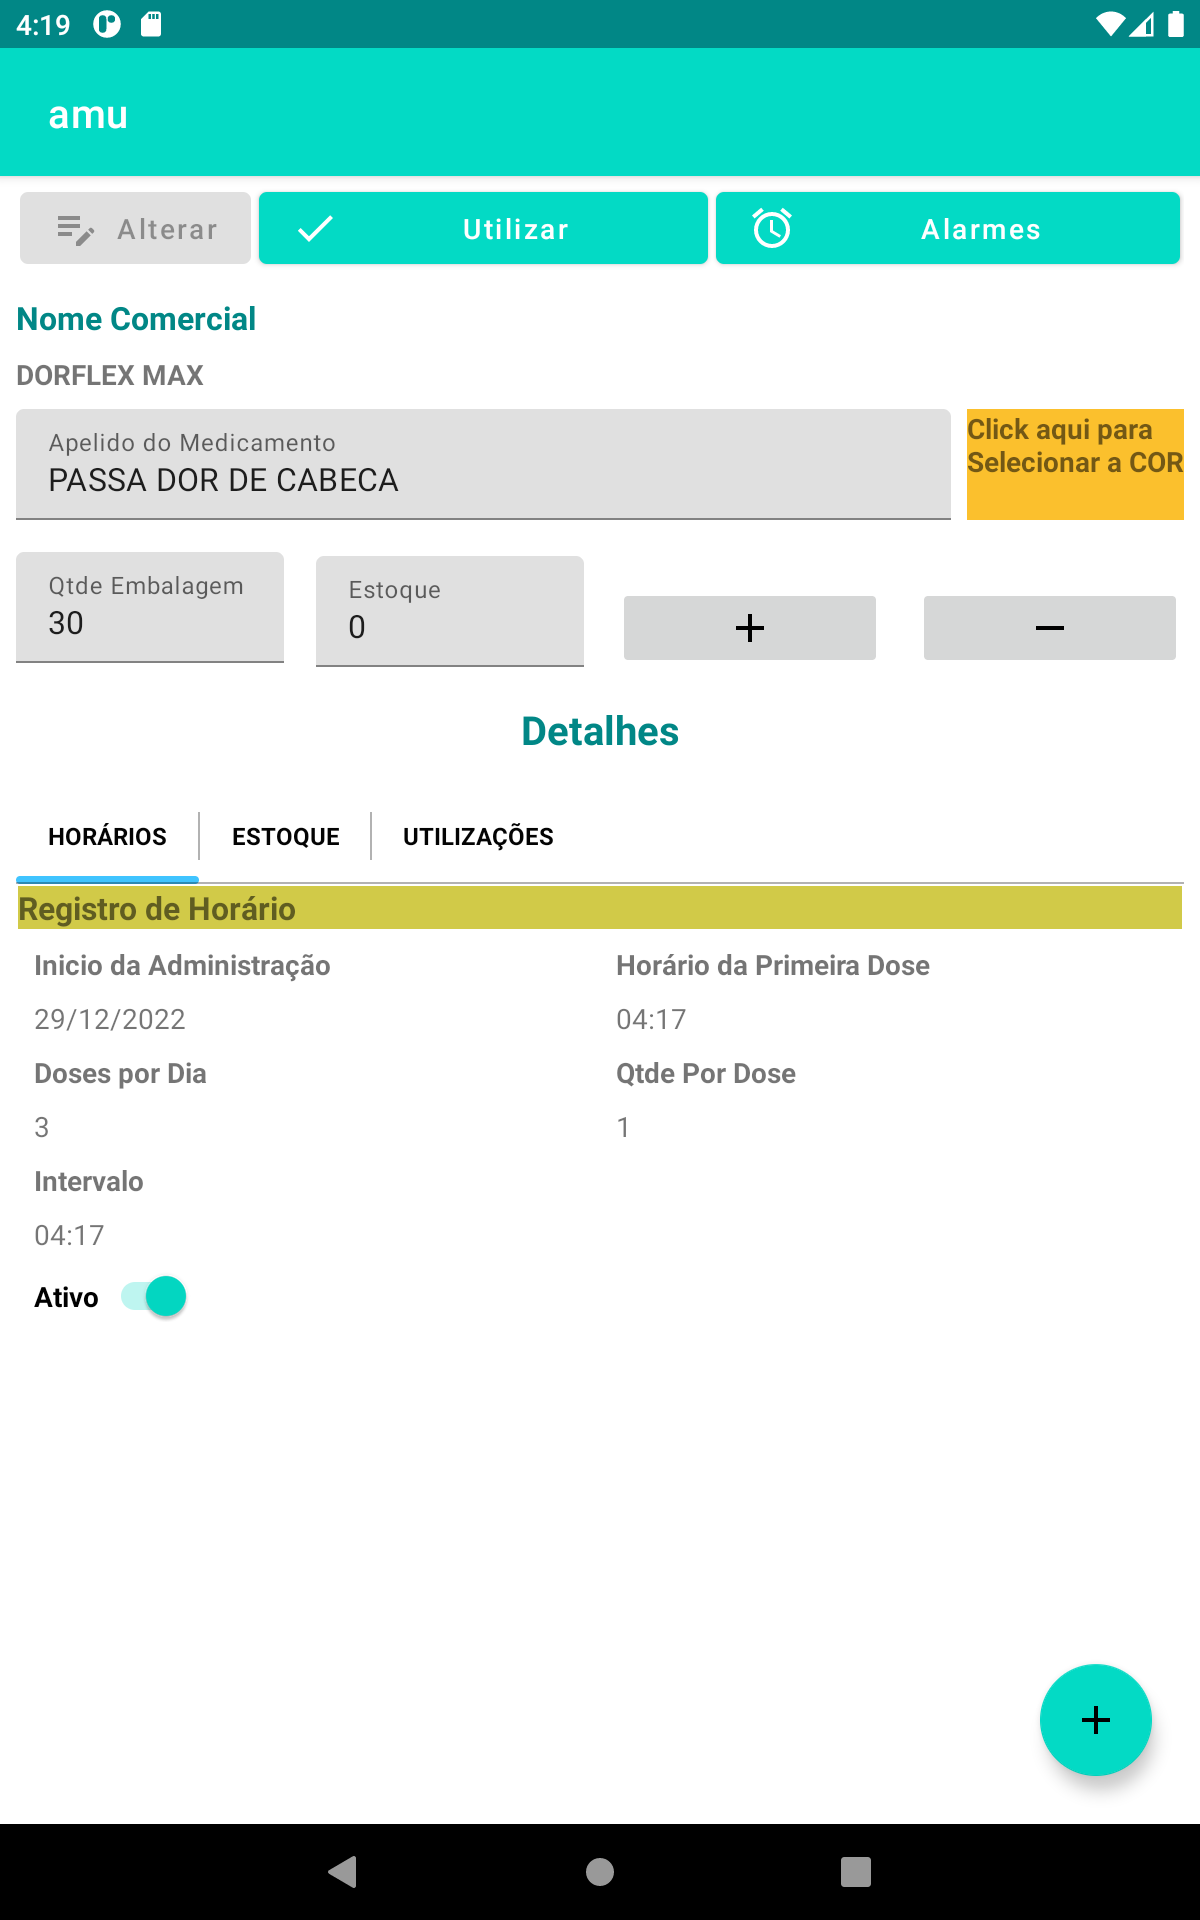 4:19
amu
Alterar
Utilizar
Alarmes
Nome Comercial
DORFLEX MAX
Apelido do Medicamento
PASSA DOR DE CABECA
Click aqui para
Selecionar a COR
Qtde Embalagem
30
Estoque
0
Detalhes
HORÁRIOS
ESTOQUE
UTILIZAÇÕES
Registro de Horário
Inicio da Administração
Horário da Primeira Dose
29/12/2022
04:17
Doses por Dia
Qtde Por Dose
3
1
Intervalo
04:17
Ativo